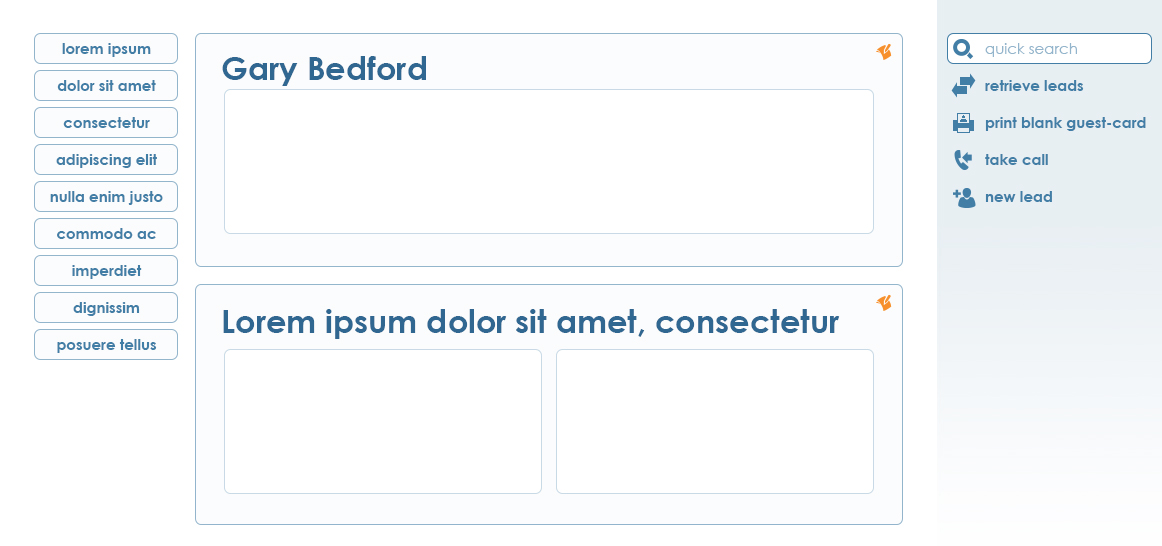 lorem ipsum
dolor sit amet
consectetur
adipiscing elit
nulla enim justo
commodo ac
imperdiet
dignissim
posuere tellus
Gary Bedford
Lorem ipsum dolor sit amet, consectetur
quick search
retrieve leads
print blank guest-card
take call
new lead